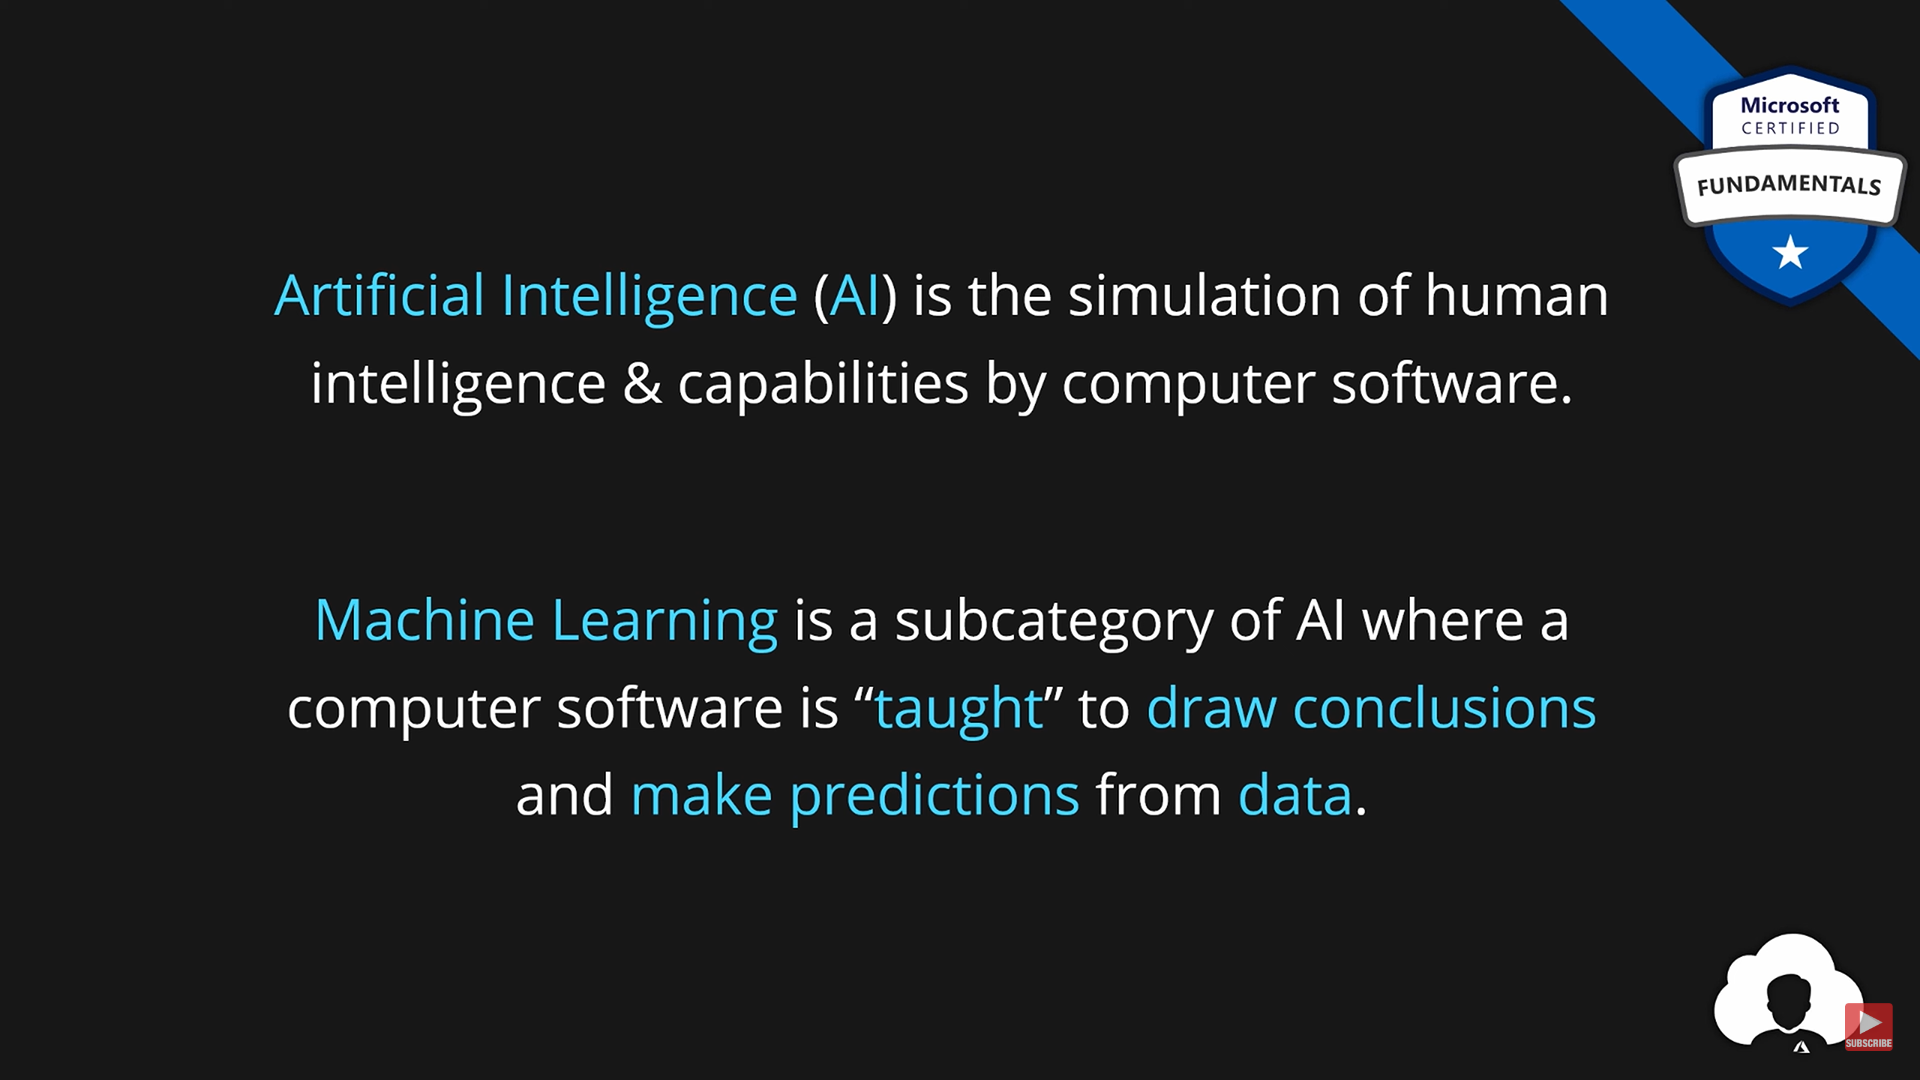 Microsoft
CERTIFIED
FUNDAMENTALS
Artificial Intelligence (AI) is the simulation of human
intelligence & capabilities by computer software.
Machine Learning is a subcategory of AI where a
computer software is “taught” to draw conclusions
and make predictions from data.
SUBSCRIBE